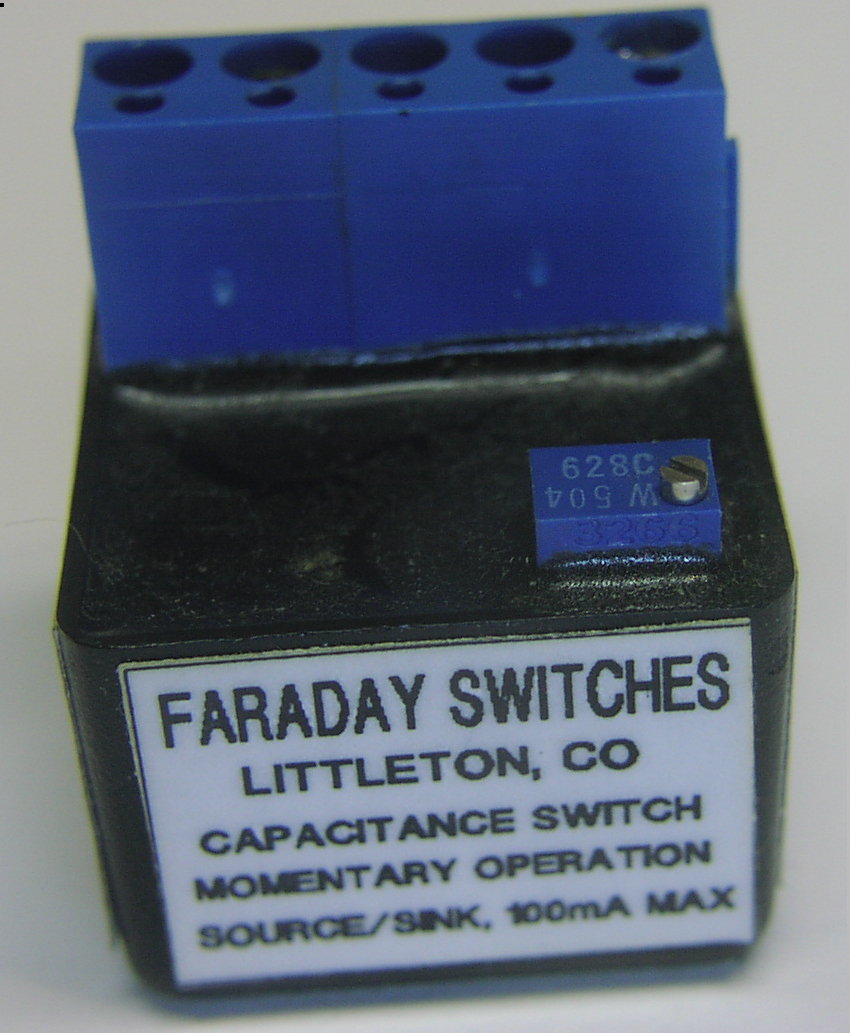 628C
W 504
3266
FARADAY SWITCHES
LITTLETON, CO
CAPACITANCE SWITCH
MOMENTARY OPERATION
SOURCE/SINK, 100mA MAX